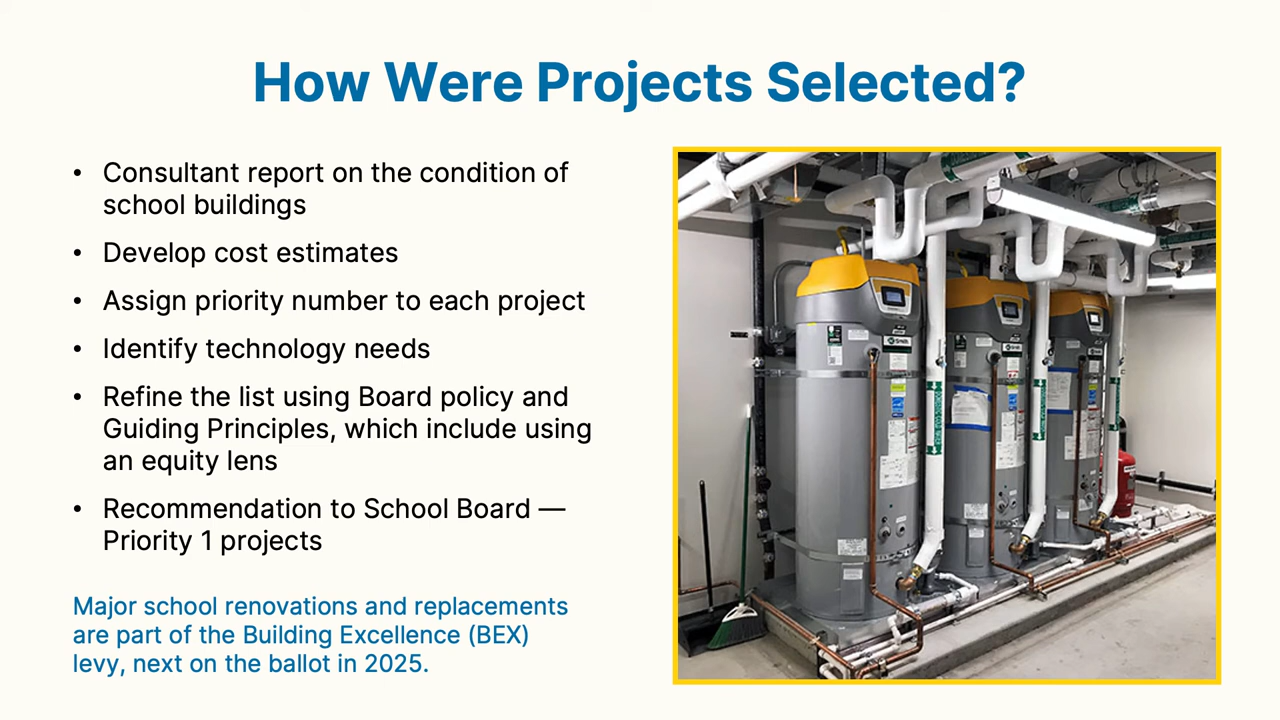 How Were Projects Selected?
• Consultant report on the condition of
school buildings
• Develop cost estimates
• Assign priority number to each project
• Identify technology needs
• Refine the list using Board policy and
Guiding Principles, which include using
an equity lens
• Recommendation to School Board —
Priority 1 projects
Major school renovations and replacements
are part of the Building Excellence (BEX)
levy, next on the ballot in 2025.